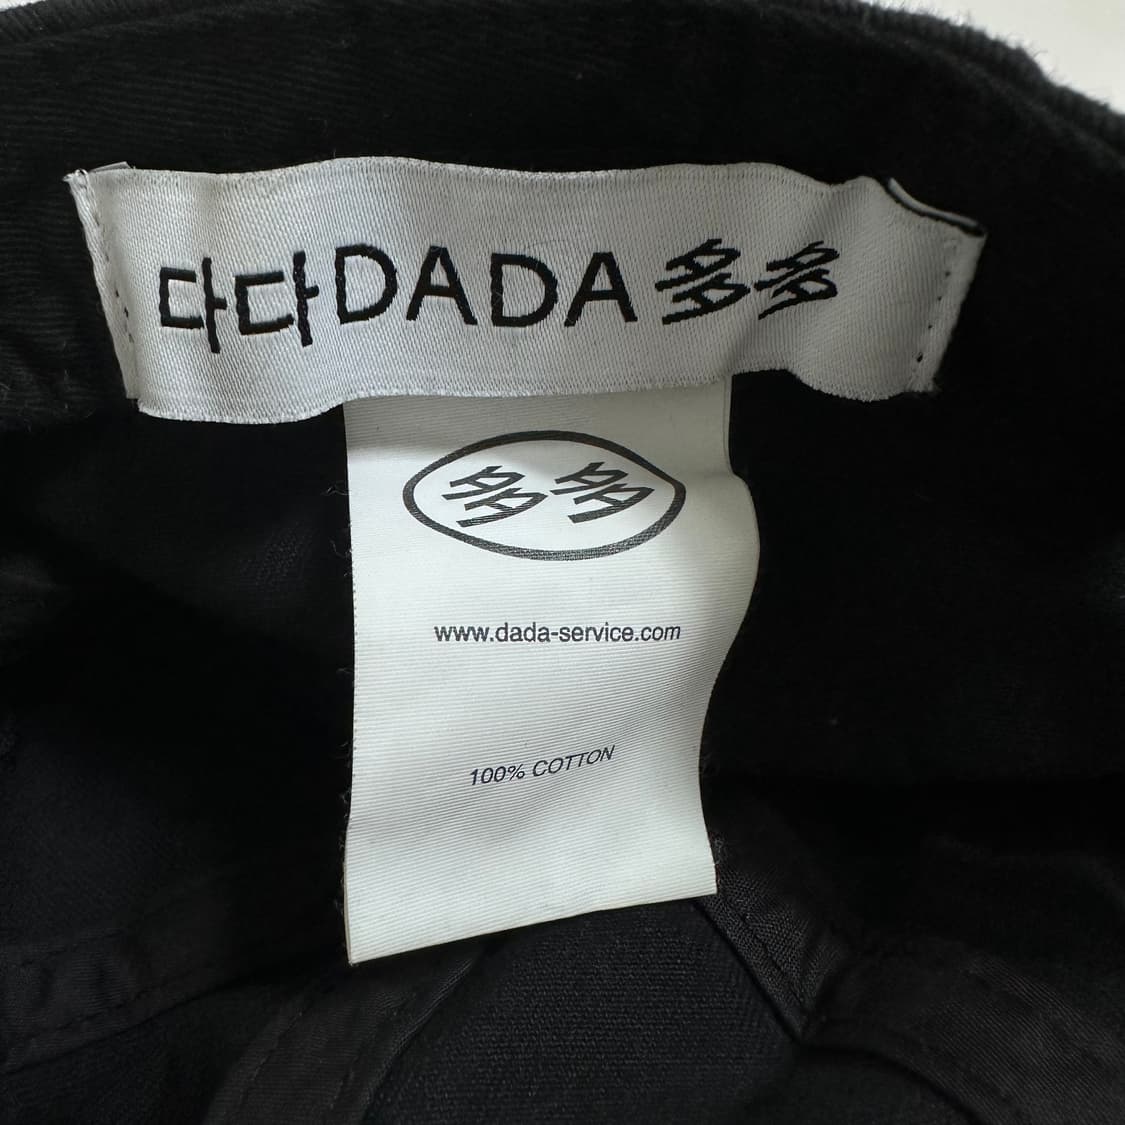 다다DADA多多
多多
www.dada-service.com
100% COTTON